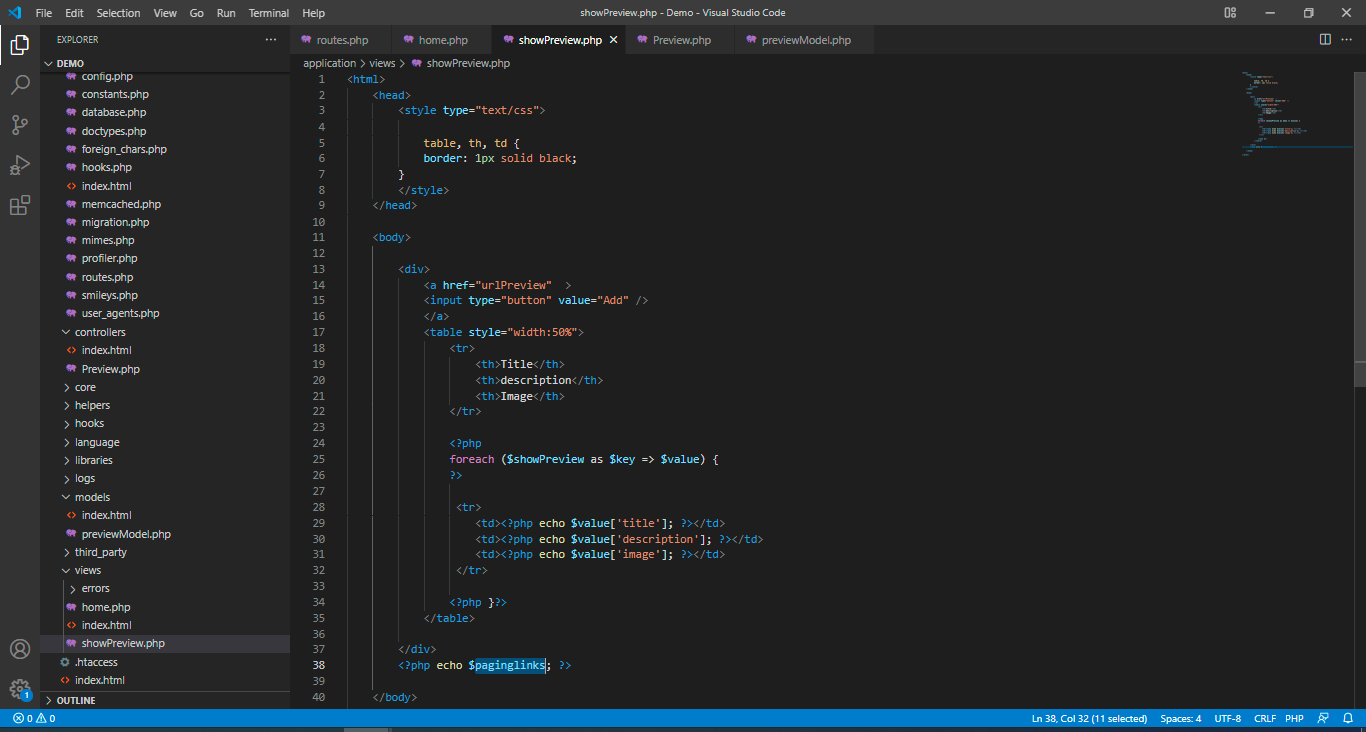 File Edit Selection View Go Run Terminal Help showPreview.php - Demo - Visual Studio Code
EXPLORER ···
routes.php home.php showPreview.php Preview.php previewModel.php
DEMO
application > views > showPreview.php
config.php
constants.php
database.php
doctypes.php
foreign_chars.php
hooks.php
index.html
memcached.php
migration.php
mimes.php
profiler.php
routes.php
smileys.php
user_agents.php
controllers
index.html
Preview.php
core
helpers
hooks
language
libraries
logs
models
index.html
previewModel.php
third_party
views
errors
home.php
index.html
showPreview.php
.htaccess
index.html
OUTLINE
1 <html>
2 <head>
3 <style type="text/css">
4
5 table, th, td {
6 border: 1px solid black;
7 }
8 </style>
9 </head>
10
11 <body>
12
13 <div>
14 <a href="urlPreview" >
15 <input type="button" value="Add" />
16 </a>
17 <table style="width:50%">
18 <tr>
19 <th>Title</th>
20 <th>description</th>
21 <th>Image</th>
22 </tr>
23
24 <?php
25 foreach ($showPreview as $key => $value) {
26 ?>
27
28 <tr>
29 <td><?php echo $value['title']; ?></td>
30 <td><?php echo $value['description']; ?></td>
31 <td><?php echo $value['image']; ?></td>
32 </tr>
33
34 <?php }?>
35 </table>
36
37 </div>
38 <?php echo $paginglinks; ?>
39
40 </body>
1
0 0 Ln 38, Col 32 (11 selected) Spaces: 4 UTF-8 CRLF PHP